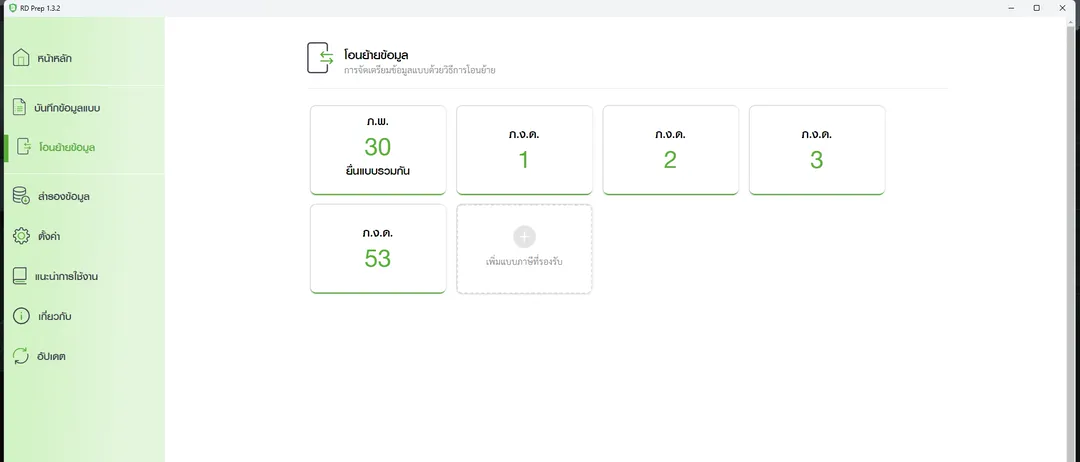 RD Prep 1.3.2
หน้าหลัก
บันทึกข้อมูลแบบ
โอนย้ายข้อมูล
สำรองข้อมูล
ตั้งค่า
แนะนำการใช้งาน
เกี่ยวกับ
อัปเดต
โอนย้ายข้อมูล
การจัดเตรียมข้อมูลแบบด้วยวิธีการโอนย้าย
ภ.พ.
30
ยื่นแบบรวมกัน
ภ.ง.ด.
1
ภ.ง.ด.
2
ภ.ง.ด.
3
ภ.ง.ด.
53
เพิ่มแบบภาษีที่รองรับ